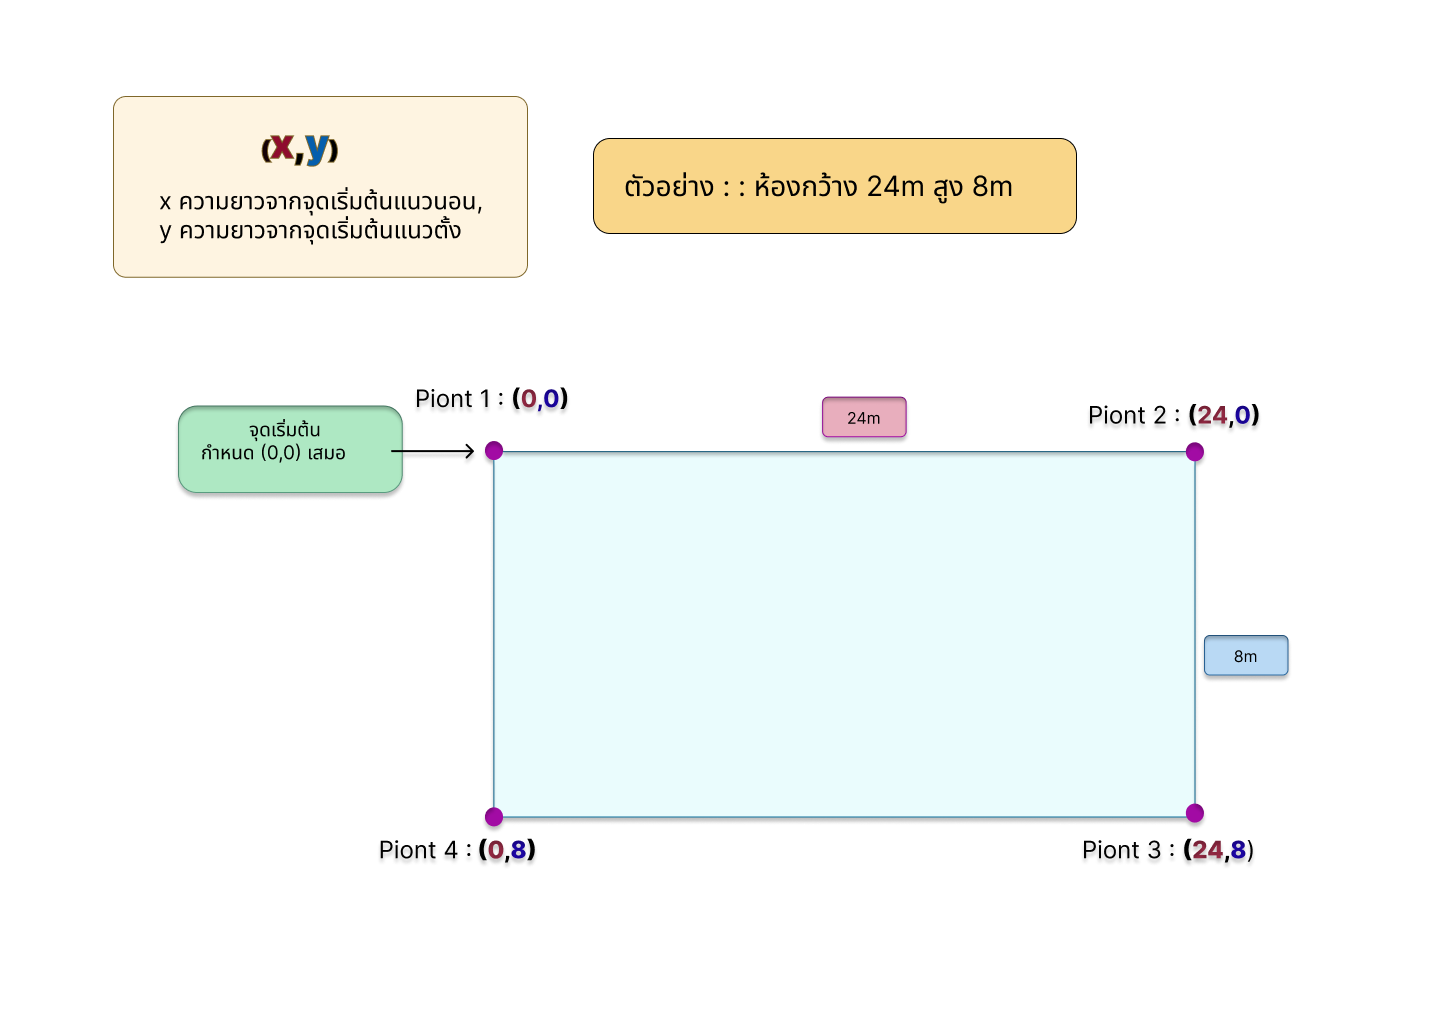 (x,y)
x ความยาวจากจุดเริ่มต้นแนวนอน,
y ความยาวจากจุดเริ่มต้นแนวตั้ง
ตัวอย่าง : : ห้องกว้าง 24m สูง 8m
Piont 1 : (0,0)
24m
Piont 2 : (24,0)
จุดเริ่มต้น
กำหนด (0,0) เสมอ
8m
Piont 4 : (0,8)
Piont 3 : (24,8)